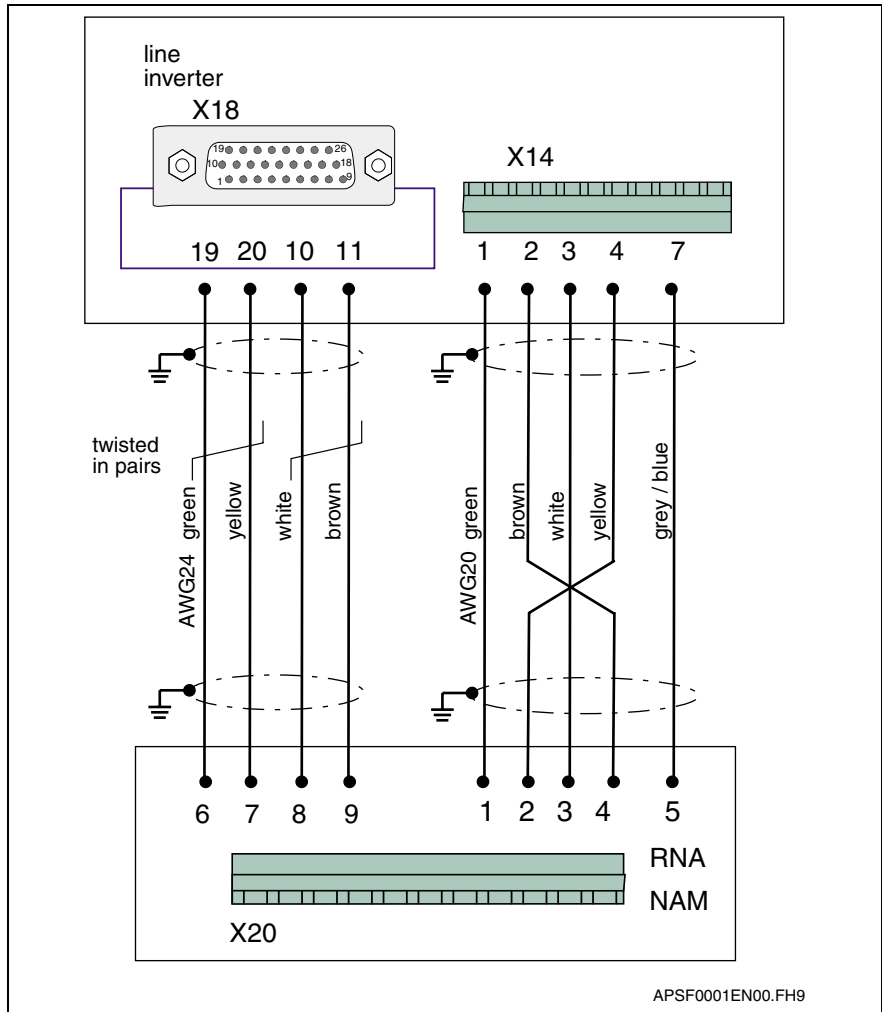 line
inverter
X18
19 26
10 18
1 9
X14
19 20 10 11
1 2 3 4 7
twisted
in pairs
AWG24 green
yellow
white
brown
AWG20 green
brown
white
yellow
grey / blue
6 7 8 9
1 2 3 4 5
RNA
NAM
X20
APSF0001EN00.FH9